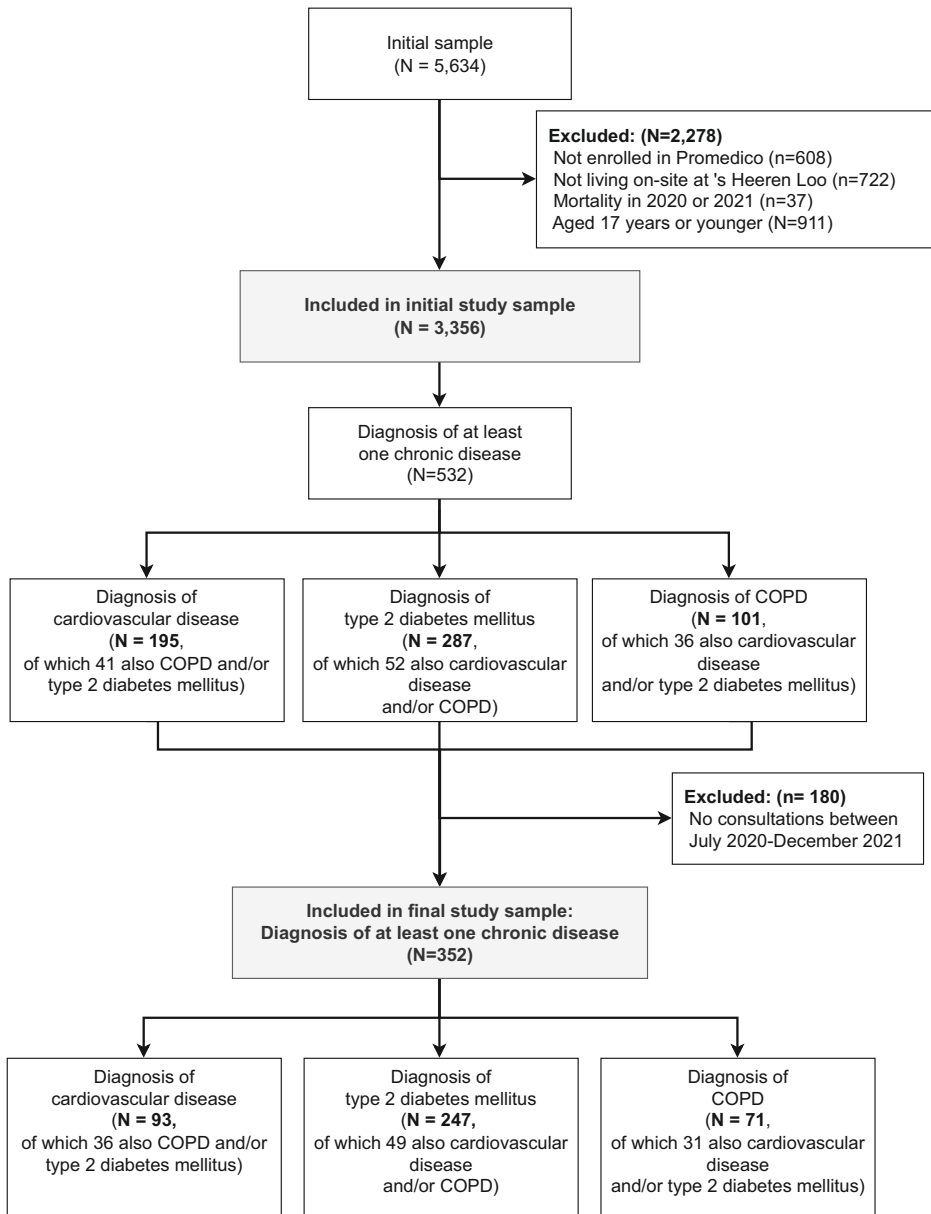 Initial sample
(N = 5,634)
Excluded: (N=2,278)
Not enrolled in Promedico (n=608)
Not living on-site at 's Heeren Loo (n=722)
Mortality in 2020 or 2021 (n=37)
Aged 17 years or younger (N=911)
Included in initial study sample
(N = 3,356)
Diagnosis of at least
one chronic disease
(N=532)
Diagnosis of
cardiovascular disease
(N = 195,
of which 41 also COPD and/or
type 2 diabetes mellitus)
Diagnosis of
type 2 diabetes mellitus
(N = 287,
of which 52 also cardiovascular
disease
and/or COPD)
Diagnosis of COPD
(N = 101,
of which 36 also cardiovascular
disease
and/or type 2 diabetes mellitus)
Excluded: (n= 180)
No consultations between
July 2020-December 2021
Included in final study sample:
Diagnosis of at least one chronic disease
(N=352)
Diagnosis of
cardiovascular disease
(N = 93,
of which 36 also COPD and/or
type 2 diabetes mellitus)
Diagnosis of
type 2 diabetes mellitus
(N = 247,
of which 49 also cardiovascular
disease
and/or COPD)
Diagnosis of
COPD
(N = 71,
of which 31 also cardiovascular
disease
and/or type 2 diabetes mellitus)